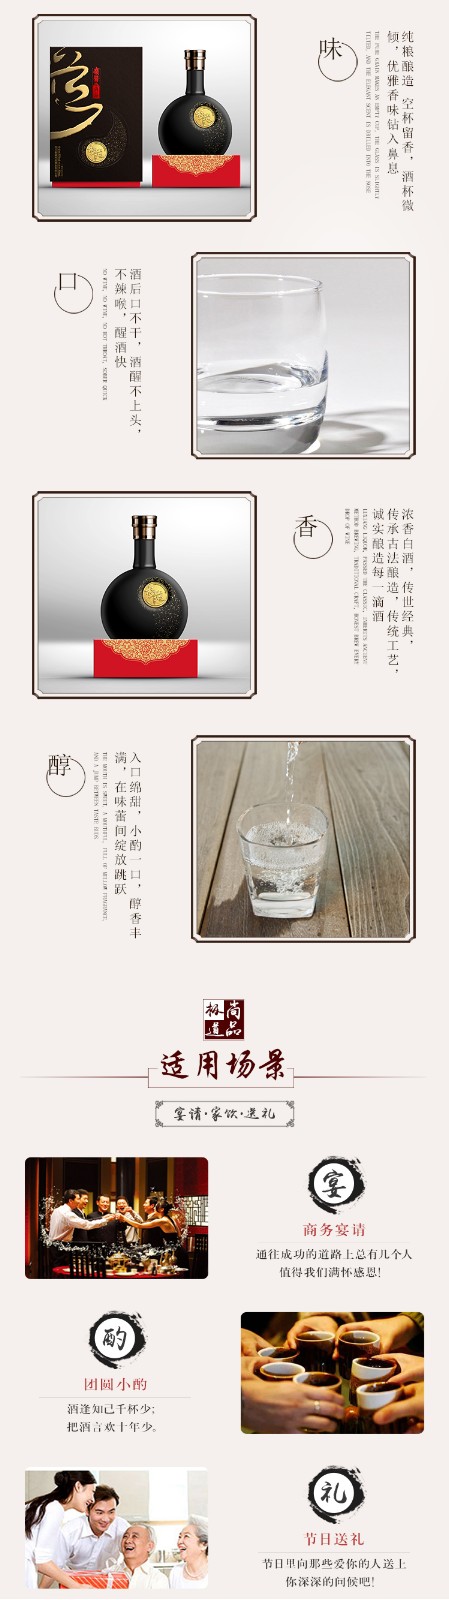 味
纯粮酿造 空杯留香，酒杯微
倾，优雅香味钻入鼻息
口
酒后口不干，酒醒不上头，
不辣喉，醒酒快
香
浓香白酒，传世经典，
传承古法酿造，传统工艺，
诚实酿造每一滴酒
醇
入口绵甜，小酌一口，醇香丰
满，在味蕾间绽放跳跃
尚品
极道
适用场景
宴请·家饮·送礼
宴
商务宴请
通往成功的道路上总有几个人
值得我们满怀感恩!
酌
团圆小酌
酒逢知己千杯少;
把酒言欢十年少。
礼
节日送礼
节日里向那些爱你的人送上
你深深的问候吧!